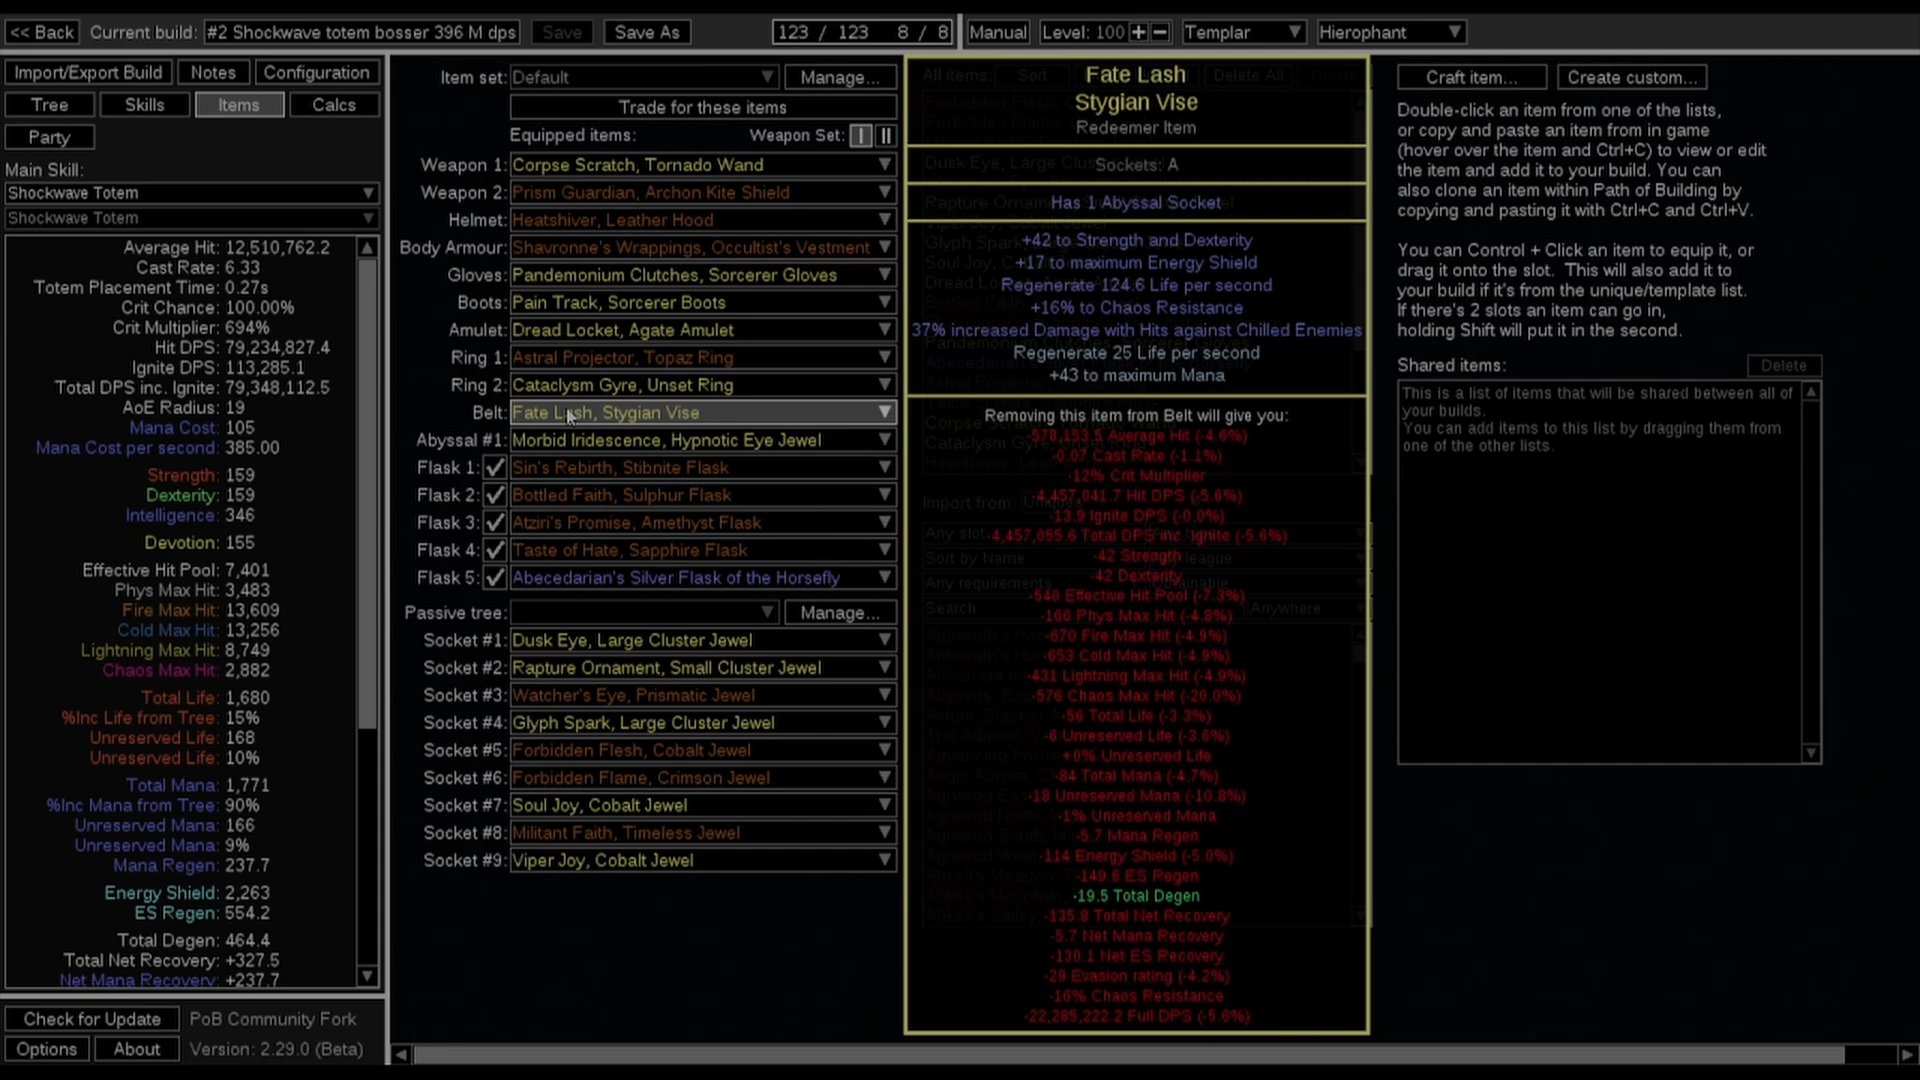 << Back
Current build:
#2 Shockwave totem bosser 396 M dps
Save
Save As
123 / 123   8 / 8
Manual
Level: 100
+
−
Templar
Hierophant
Import/Export Build
Notes
Configuration
Tree
Skills
Items
Calcs
Party
Main Skill:
Shockwave Totem
Shockwave Totem
Average Hit: 12,510,762.2
Cast Rate: 6.33
Totem Placement Time: 0.27s
Crit Chance: 100.00%
Crit Multiplier: 694%
Hit DPS: 79,234,827.4
Ignite DPS: 113,285.1
Total DPS inc. Ignite: 79,348,112.5
AoE Radius: 19
Mana Cost: 105
Mana Cost per second: 385.00
Strength: 159
Dexterity: 159
Intelligence: 346
Devotion: 155
Effective Hit Pool: 7,401
Phys Max Hit: 3,483
Fire Max Hit: 13,609
Cold Max Hit: 13,256
Lightning Max Hit: 8,749
Chaos Max Hit: 2,882
Total Life: 1,680
%Inc Life from Tree: 15%
Unreserved Life: 168
Unreserved Life: 10%
Total Mana: 1,771
%Inc Mana from Tree: 90%
Unreserved Mana: 166
Unreserved Mana: 9%
Mana Regen: 237.7
Energy Shield: 2,263
ES Regen: 554.2
Total Degen: 464.4
Total Net Recovery: +327.5
Net Mana Recovery: +237.7
Check for Update
PoB Community Fork
Options
About
Version: 2.29.0 (Beta)
Item set:
Default
Manage...
Trade for these items
Equipped items:
Weapon Set:
I
II
Weapon 1: Corpse Scratch, Tornado Wand
Weapon 2: Prism Guardian, Archon Kite Shield
Helmet: Heatshiver, Leather Hood
Body Armour: Shavronne's Wrappings, Occultist's Vestment
Gloves: Pandemonium Clutches, Sorcerer Gloves
Boots: Pain Track, Sorcerer Boots
Amulet: Dread Locket, Agate Amulet
Ring 1: Astral Projector, Topaz Ring
Ring 2: Cataclysm Gyre, Unset Ring
Belt: Fate Lash, Stygian Vise
Abyssal #1: Morbid Iridescence, Hypnotic Eye Jewel
Flask 1: Sin's Rebirth, Stibnite Flask
Flask 2: Bottled Faith, Sulphur Flask
Flask 3: Atziri's Promise, Amethyst Flask
Flask 4: Taste of Hate, Sapphire Flask
Flask 5: Abecedarian's Silver Flask of the Horsefly
Passive tree:
Manage...
Socket #1: Dusk Eye, Large Cluster Jewel
Socket #2: Rapture Ornament, Small Cluster Jewel
Socket #3: Watcher's Eye, Prismatic Jewel
Socket #4: Glyph Spark, Large Cluster Jewel
Socket #5: Forbidden Flesh, Cobalt Jewel
Socket #6: Forbidden Flame, Crimson Jewel
Socket #7: Soul Joy, Cobalt Jewel
Socket #8: Militant Faith, Timeless Jewel
Socket #9: Viper Joy, Cobalt Jewel
All items:
Sort
Delete All
Fate Lash
Stygian Vise
Redeemer Item
Sockets: A
Has 1 Abyssal Socket
+42 to Strength and Dexterity
+17 to maximum Energy Shield
Regenerate 124.6 Life per second
+16% to Chaos Resistance
37% increased Damage with Hits against Chilled Enemies
Regenerate 25 Life per second
+43 to maximum Mana
Removing this item from Belt will give you:
-578,153.5 Average Hit (-4.6%)
-0.07 Cast Rate (-1.1%)
-12% Crit Multiplier
-4,457,041.7 Hit DPS (-5.6%)
-13.9 Ignite DPS (-0.0%)
-4,457,055.6 Total DPS inc. Ignite (-5.6%)
-42 Strength
-42 Dexterity
-540 Effective Hit Pool (-7.3%)
-166 Phys Max Hit (-4.8%)
-670 Fire Max Hit (-4.9%)
-653 Cold Max Hit (-4.9%)
-431 Lightning Max Hit (-4.9%)
-576 Chaos Max Hit (-20.0%)
-56 Total Life (-3.3%)
-6 Unreserved Life (-3.6%)
+0% Unreserved Life
-84 Total Mana (-4.7%)
-18 Unreserved Mana (-10.8%)
-1% Unreserved Mana
-5.7 Mana Regen
-114 Energy Shield (-5.0%)
-149.6 ES Regen
-19.5 Total Degen
-135.8 Total Net Recovery
-5.7 Net Mana Recovery
-130.1 Net ES Recovery
-29 Evasion rating (-4.2%)
-16% Chaos Resistance
-22,285,222.2 Full DPS (-5.6%)
Import from:
Any slot
Sort by Name
Any requirements
Search
Anywhere
Craft item...
Create custom...
Double-click an item from one of the lists,
or copy and paste an item from in game
(hover over the item and Ctrl+C) to view or edit
the item and add it to your build. You can
also clone an item within Path of Building by
copying and pasting it with Ctrl+C and Ctrl+V.
You can Control + Click an item to equip it, or
drag it onto the slot. This will also add it to
your build if it's from the unique/template list.
If there's 2 slots an item can go in,
holding Shift will put it in the second.
Shared items:
Delete
This is a list of items that will be shared between all of
your builds.
You can add items to this list by dragging them from
one of the other lists.